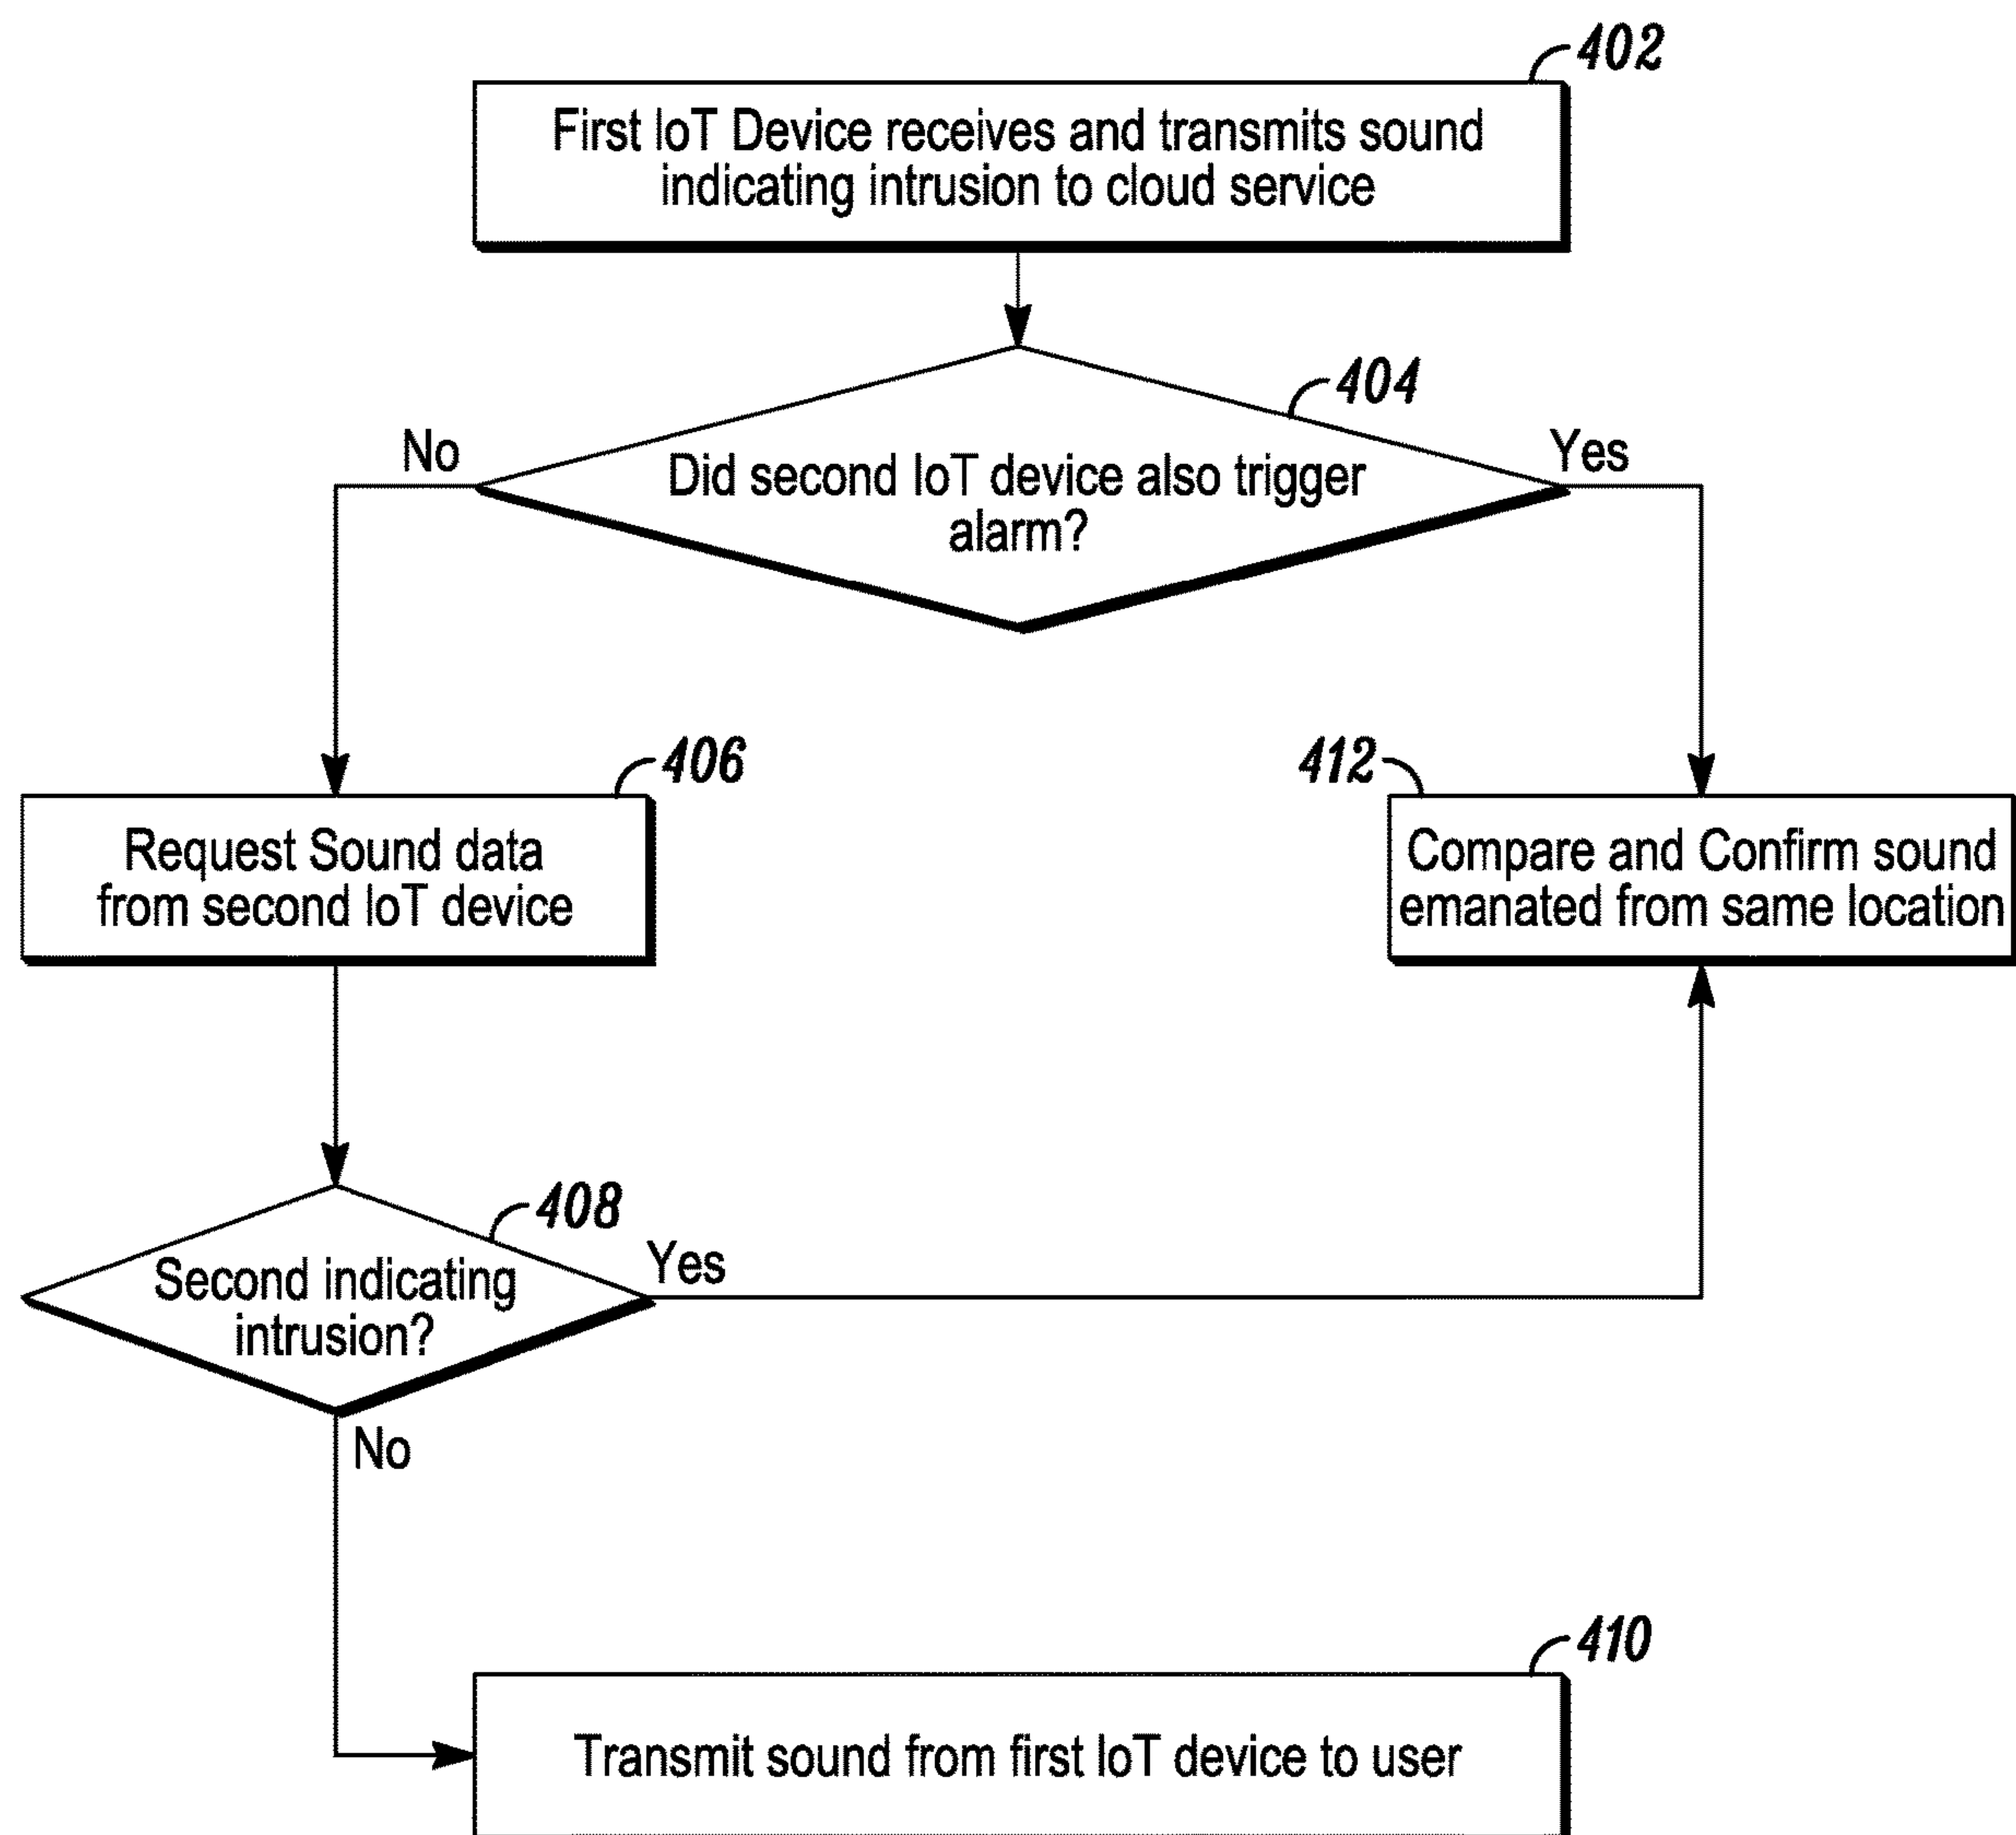 402
First IoT Device receives and transmits sound
indicating intrusion to cloud service
404
No
Yes
Did second IoT device also trigger
alarm?
406
412
Request Sound data
from second IoT device
Compare and Confirm sound
emanated from same location
408
Yes
Second indicating
intrusion?
No
410
Transmit sound from first IoT device to user